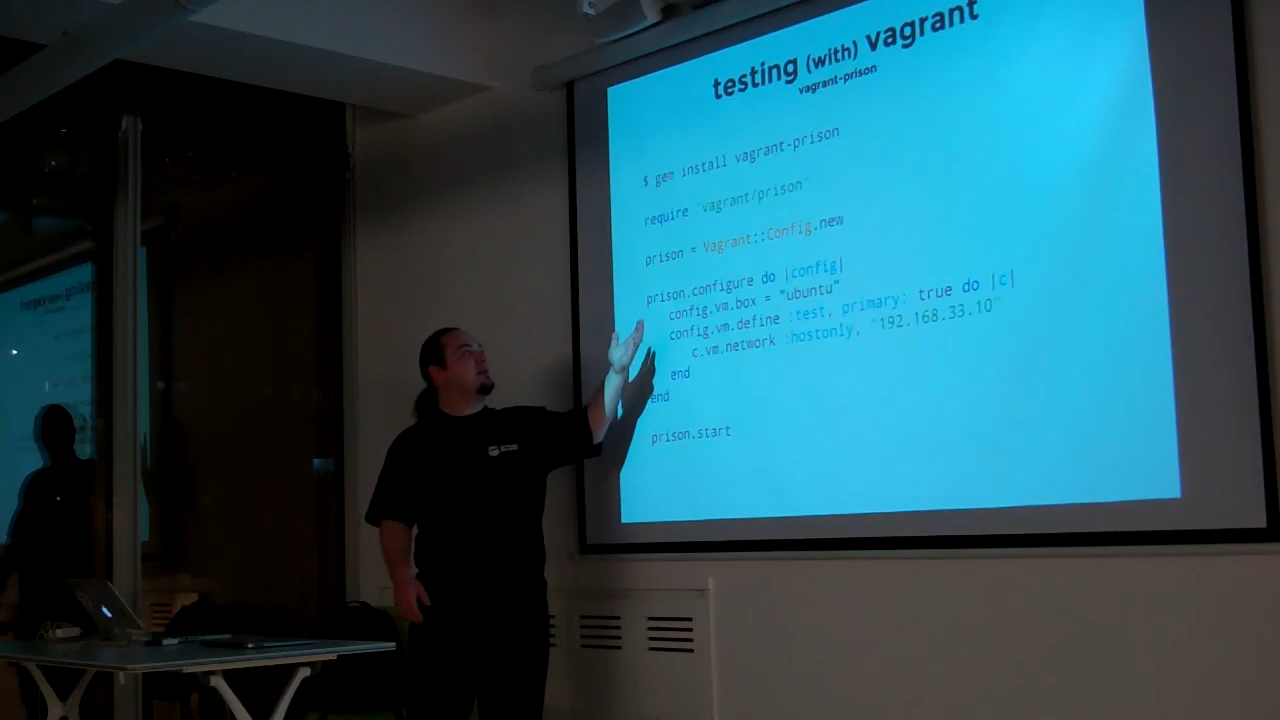 testing (with) vagrant
vagrant-prison
$ gem install vagrant-prison
require "vagrant/prison"
prison = Vagrant::Config.new
prison.configure do |config|
config.vm.box = "ubuntu"
config.vm.define :test, primary: true do |c|
c.vm.network :hostonly, "192.168.33.10"
end
end
prison.start